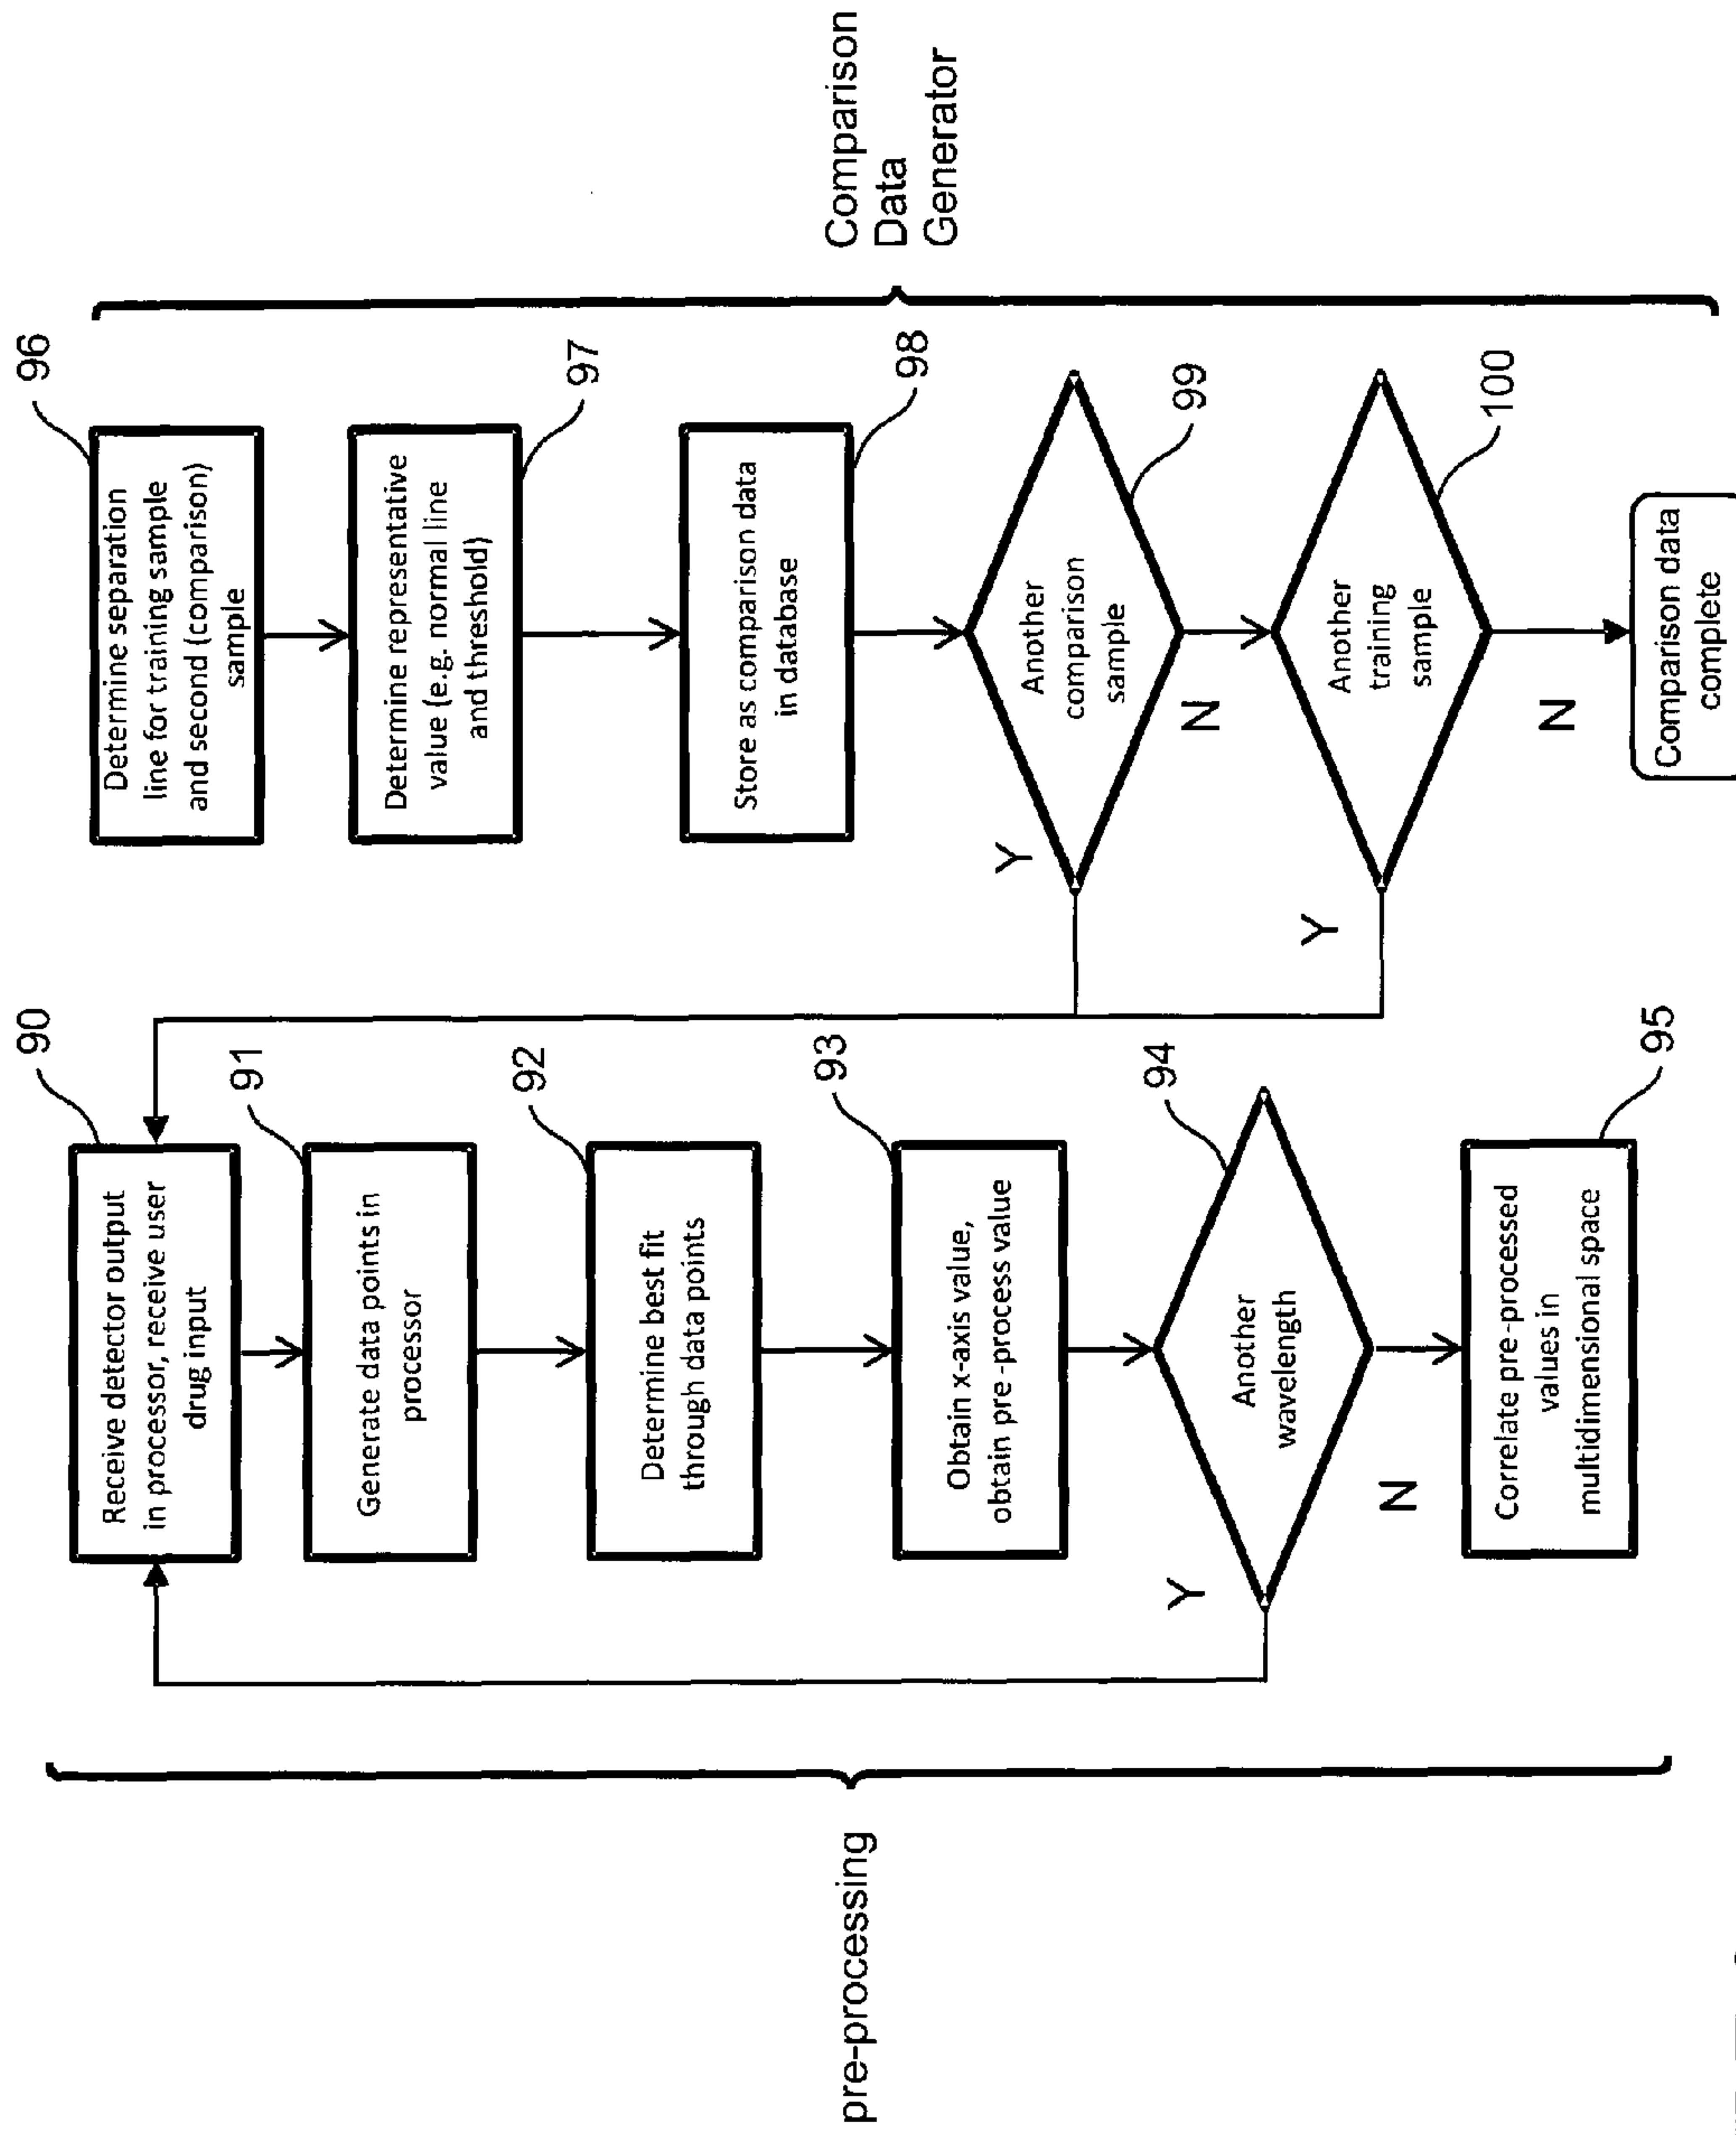 pre-processing
90
Receive detector output
in processor, receive user
drug input
91
Generate data points in
processor
92
Determine best fit
through data points
93
Obtain x-axis value,
obtain pre-process value
94
Another
wavelength
Y
N
95
Correlate pre-processed
values in
multidimensional space
96
Determine separation
line for training sample
and second (comparison)
sample
97
Determine representative
value (e.g. normal line
and threshold)
98
Store as comparison data
in database
99
Another
comparison
sample
Y
N
100
Another
training
sample
Y
N
Comparison data
complete
Comparison
Data
Generator